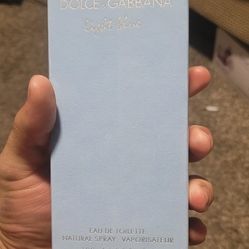 DOLCE & GABBANA
Light Blue
EAU DE TOILETTE
NATURAL SPRAY VAPORISATEUR